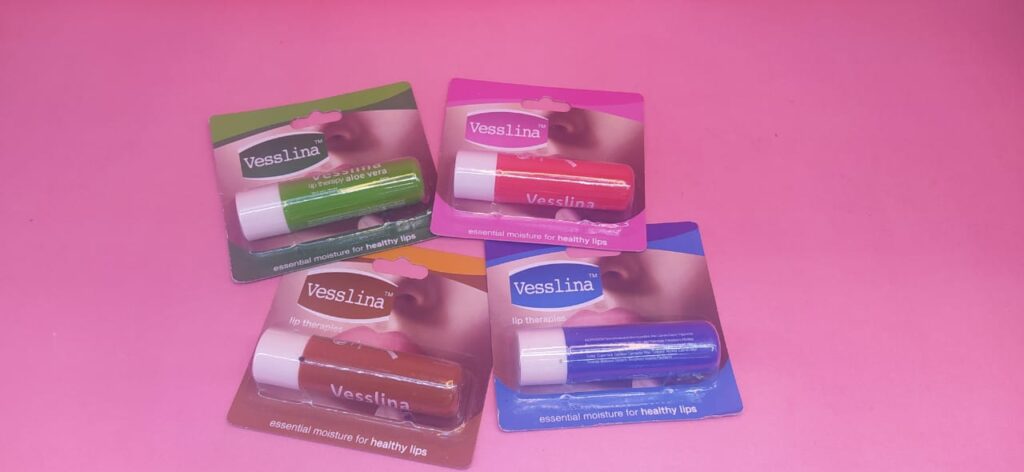 Vesslina™
Vesslina
lip therapy aloe vera
essential moisture for healthy lips
Vesslina™
Vesslina
essential moisture for healthy lips
Vesslina™
lip therapies
Vesslina
essential moisture for healthy lips
Vesslina™
lip therapies
essential moisture for healthy lips